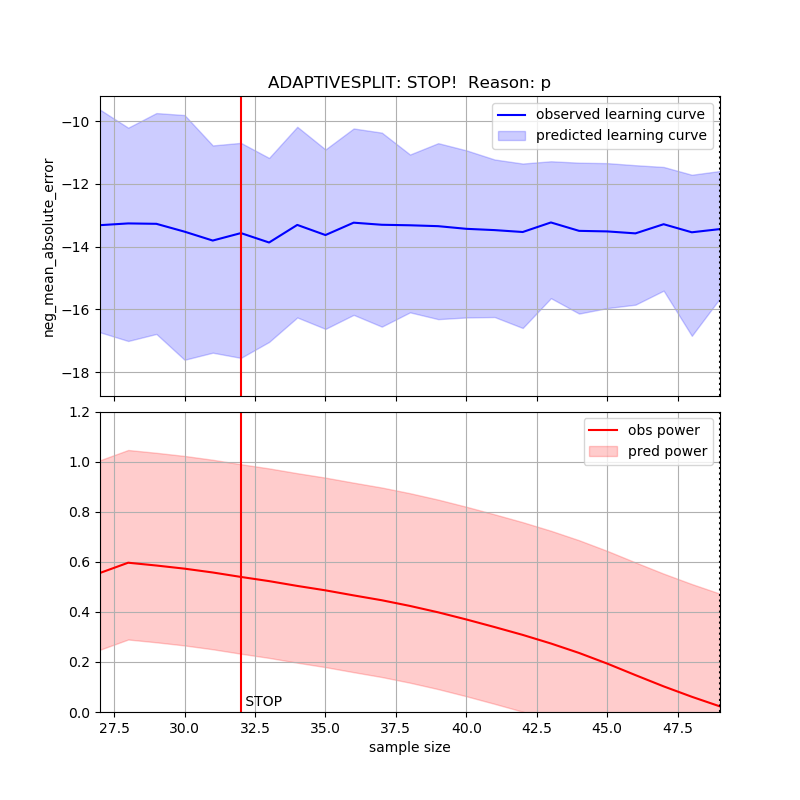 ADAPTIVESPLIT: STOP!  Reason: p
observed learning curve
predicted learning curve
neg_mean_absolute_error
−10
−12
−14
−16
−18
obs power
pred power
1.2
1.0
0.8
0.6
0.4
0.2
0.0
STOP
27.5 30.0 32.5 35.0 37.5 40.0 42.5 45.0 47.5
sample size